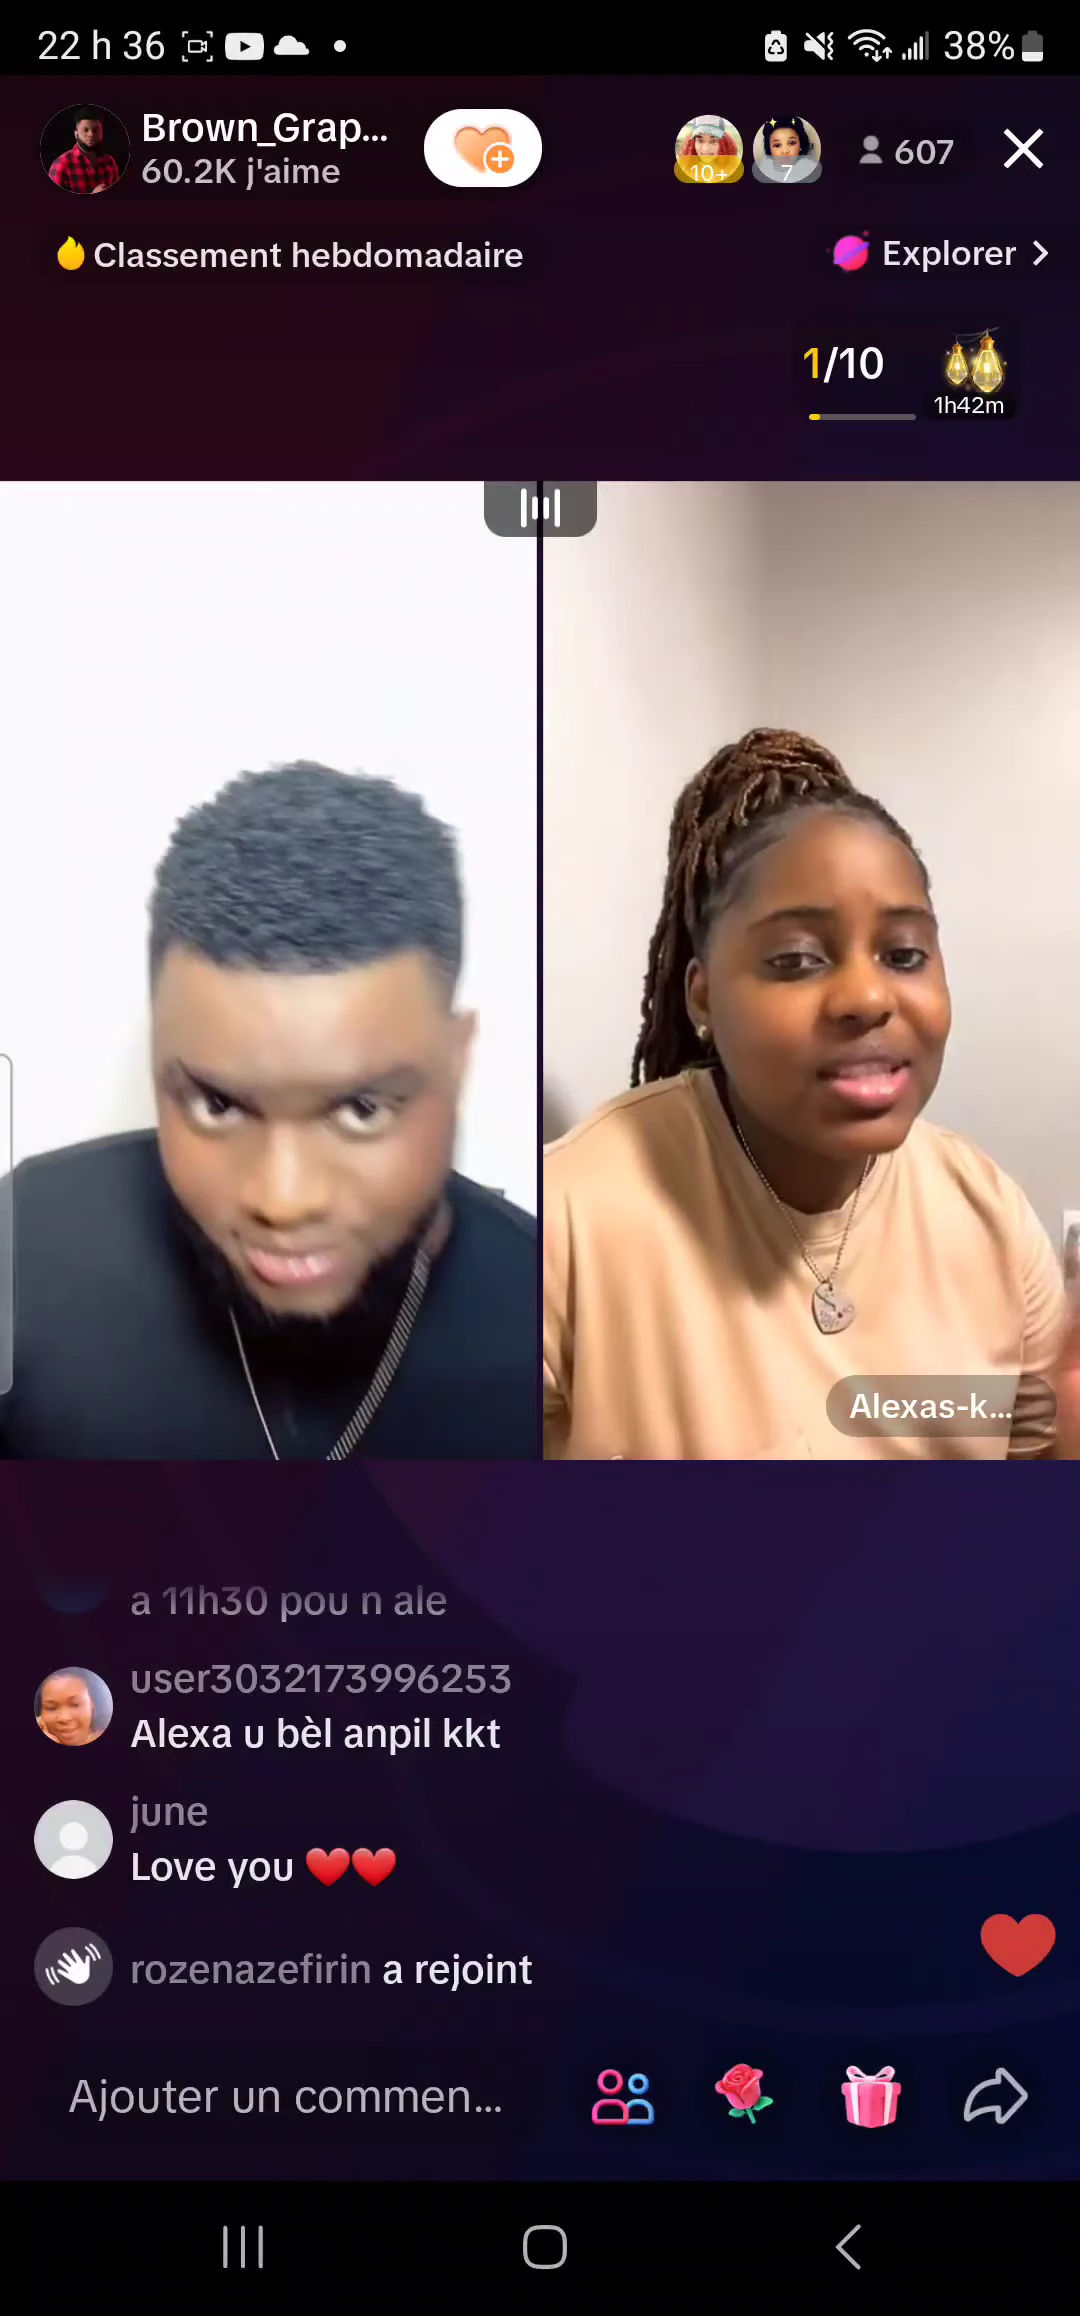 22 h 36
38%
Brown_Grap...
60.2K j'aime
10+
7
607
Classement hebdomadaire
Explorer
1/10
1h42m
Alexas-k...
a 11h30 pou n ale
user3032173996253
Alexa u bèl anpil kkt
june
Love you ❤️❤️
rozenazefirin a rejoint
Ajouter un commen...